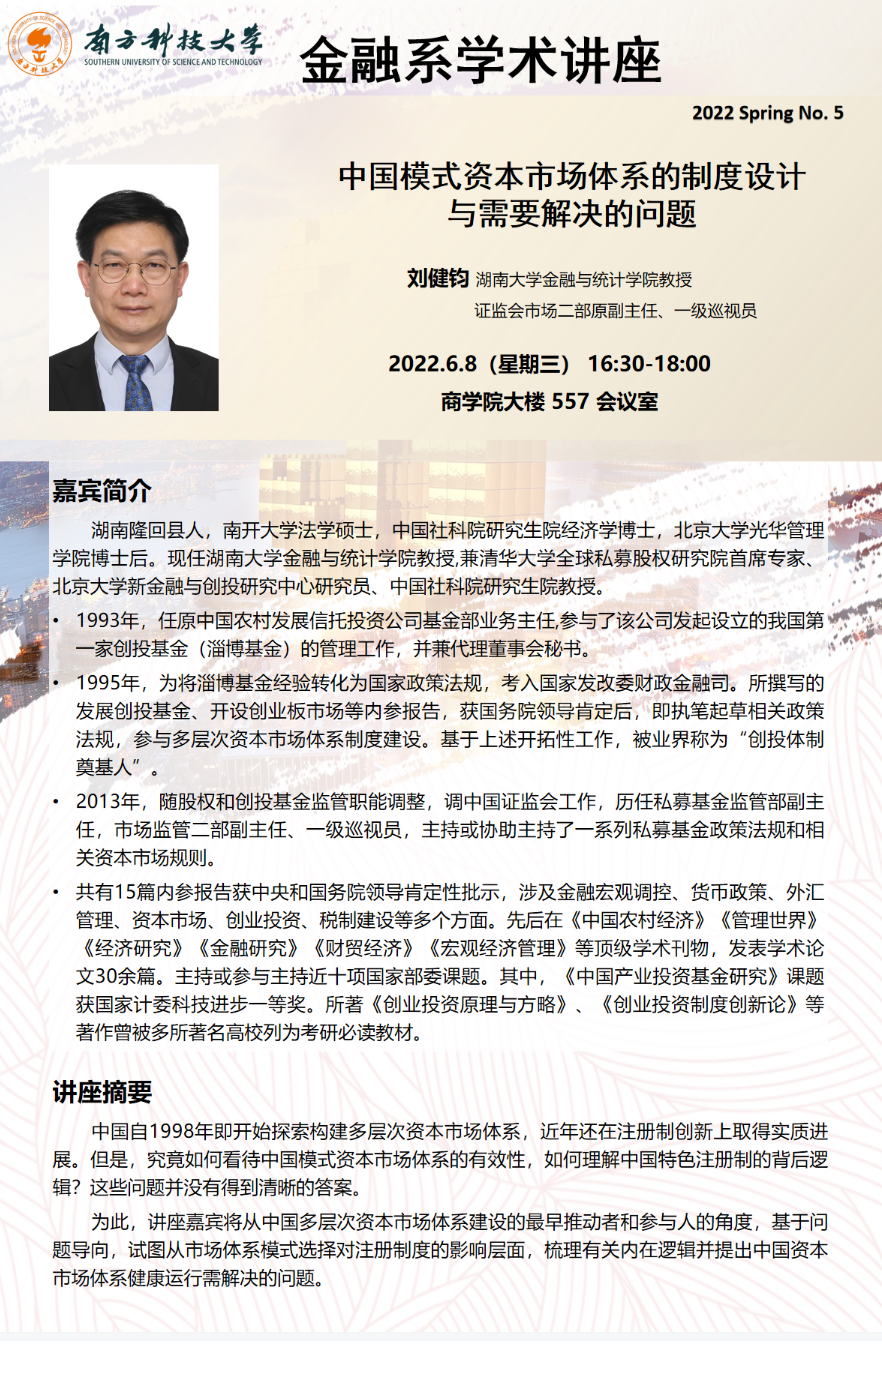 南方科技大学
SOUTHERN UNIVERSITY OF SCIENCE AND TECHNOLOGY
金融系学术讲座
2022 Spring No. 5
中国模式资本市场体系的制度设计
与需要解决的问题
刘健钧 湖南大学金融与统计学院教授
证监会市场二部原副主任、一级巡视员
2022.6.8（星期三） 16:30-18:00
商学院大楼 557 会议室
嘉宾简介
湖南隆回县人，南开大学法学硕士，中国社科院研究生院经济学博士，北京大学光华管理
学院博士后。现任湖南大学金融与统计学院教授,兼清华大学全球私募股权研究院首席专家、
北京大学新金融与创投研究中心研究员、中国社科院研究生院教授。
• 1993年，任原中国农村发展信托投资公司基金部业务主任,参与了该公司发起设立的我国第
一家创投基金（淄博基金）的管理工作，并兼代理董事会秘书。
• 1995年，为将淄博基金经验转化为国家政策法规，考入国家发改委财政金融司。所撰写的
发展创投基金、开设创业板市场等内参报告，获国务院领导肯定后，即执笔起草相关政策
法规，参与多层次资本市场体系制度建设。基于上述开拓性工作，被业界称为“创投体制
奠基人”。
• 2013年，随股权和创投基金监管职能调整，调中国证监会工作，历任私募基金监管部副主
任，市场监管二部副主任、一级巡视员，主持或协助主持了一系列私募基金政策法规和相
关资本市场规则。
• 共有15篇内参报告获中央和国务院领导肯定性批示，涉及金融宏观调控、货币政策、外汇
管理、资本市场、创业投资、税制建设等多个方面。先后在《中国农村经济》《管理世界》
《经济研究》《金融研究》《财贸经济》《宏观经济管理》等顶级学术刊物，发表学术论
文30余篇。主持或参与主持近十项国家部委课题。其中，《中国产业投资基金研究》课题
获国家计委科技进步一等奖。所著《创业投资原理与方略》、《创业投资制度创新论》等
著作曾被多所著名高校列为考研必读教材。
讲座摘要
中国自1998年即开始探索构建多层次资本市场体系，近年还在注册制创新上取得实质进
展。但是，究竟如何看待中国模式资本市场体系的有效性，如何理解中国特色注册制的背后逻
辑？这些问题并没有得到清晰的答案。
为此，讲座嘉宾将从中国多层次资本市场体系建设的最早推动者和参与人的角度，基于问
题导向，试图从市场体系模式选择对注册制度的影响层面，梳理有关内在逻辑并提出中国资本
市场体系健康运行需解决的问题。